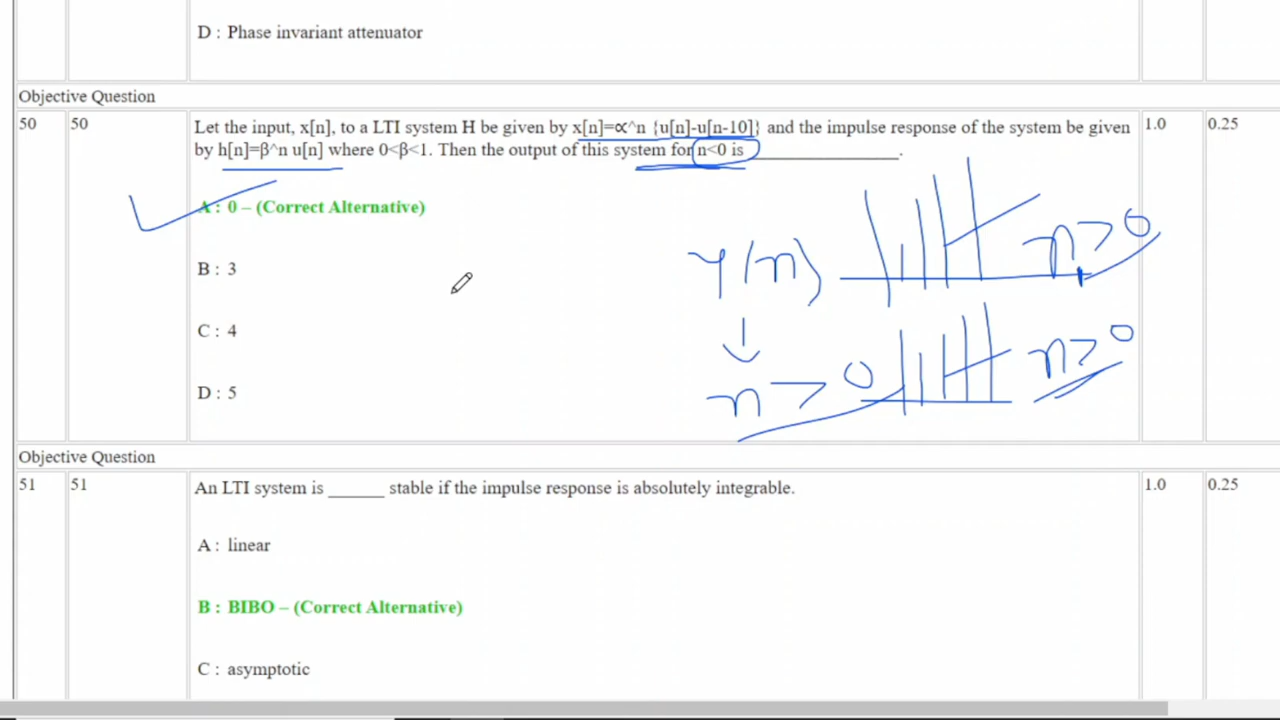 D : Phase invariant attenuator
Objective Question
50 50 Let the input, x[n], to a LTI system H be given by x[n]=∝^n {u[n]-u[n-10]} and the impulse response of the system be given 1.0 0.25
by h[n]=β^n u[n] where 0<β<1. Then the output of this system for n<0 is _______________.
A : 0 – (Correct Alternative)
n>0
B : 3
Y(n)
C : 4
n>0
n>0
D : 5
Objective Question
51 51 An LTI system is ______ stable if the impulse response is absolutely integrable. 1.0 0.25
A : linear
B : BIBO – (Correct Alternative)
C : asymptotic